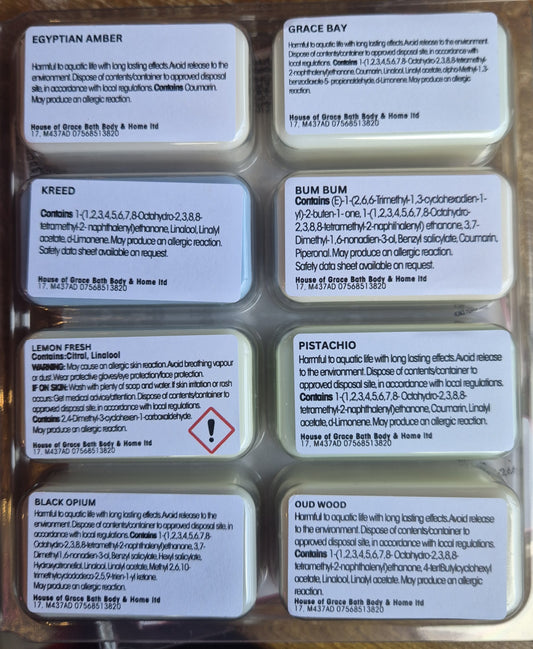 EGYPTIAN AMBER
Harmful to aquatic life with long lasting effects. Avoid release to the
environment. Dispose of contents/container to approved disposal
site, in accordance with local regulations. Contains Coumarin.
May produce an allergic reaction.
House of Grace Bath Body & Home ltd
17, M437AD 07568513820
GRACE BAY
Harmful to aquatic life with long lasting effects. Avoid release to the environment.
Dispose of contents/container to approved disposal site, in accordance with
local regulations. Contains 1-(1,2,3,4,5,6,7,8- Octahydro-2,3,8,8-tetramethyl-
2-naphthalenyl)ethanone, Coumarin, Linalool, Linalyl acetate, alpha-Methyl-1,3-
benzodioxole-5- propionaldehyde, d-Limonene. May produce an allergic
reaction.
House of Grace Bath Body & Home ltd
17, M437AD 07568513820
KREED
Contains 1-(1,2,3,4,5,6,7,8-Octahydro-2,3,8,8-
tetramethyl-2- naphthalenyl)ethanone, Linalool, Linalyl
acetate, d-Limonene. May produce an allergic reaction.
Safety data sheet available on request.
House of Grace Bath Body & Home ltd
17, M437AD 07568513820
BUM BUM
Contains (E)-1-(2,6,6-Trimethyl-1,3-cyclohexadien-1-
yl)-2-buten-1- one, 1-(1,2,3,4,5,6,7,8-Octahydro-
2,3,8,8-tetramethyl-2-naphthalenyl) ethanone, 3,7-
Dimethyl-1,6-nonadien-3-ol, Benzyl salicylate, Coumarin,
Piperonal. May produce an allergic reaction.
Safety data sheet available on request.
House of Grace Bath Body & Home ltd
17, M437AD 07568513820
LEMON FRESH
Contains:Citral, Linalool
WARNING: May cause an allergic skin reaction. Avoid breathing vapour
or dust. Wear protective gloves/eye protection/face protection.
IF ON SKIN: Wash with plenty of soap and water. If skin irritation or rash
occurs: Get medical advice/attention. Dispose of contents/container to
approved disposal site, in accordance with local regulations.
Contains 2,4-Dimethyl-3-cyclohexen-1-carboxaldehyde.
May produce an allergic reaction.
House of Grace Bath Body & Home ltd
17, M437AD 07568513820
PISTACHIO
Harmful to aquatic life with long lasting effects. Avoid release
to the environment. Dispose of contents/container to
approved disposal site, in accordance with local regulations.
Contains 1-(1,2,3,4,5,6,7,8- Octahydro-2,3,8,8-
tetramethyl-2-naphthalenyl)ethanone, Coumarin, Linalyl
acetate, d-Limonene. May produce an allergic reaction.
House of Grace Bath Body & Home ltd
17, M437AD 07568513820
BLACK OPIUM
Harmful to aquatic life with long lasting effects. Avoid release to the
environment. Dispose of contents/container to approved disposal site,
in accordance with local regulations. Contains 1-(1,2,3,4,5,6,7,8-
Octahydro-2,3,8,8-tetramethyl-2-naphthalenyl)ethanone, 3,7-
Dimethyl-1,6-nonadien-3-ol, Benzyl salicylate, Hexyl salicylate,
Hydroxycitronellal, Linalool, Linalyl acetate, Methyl 2,6,10-
trimethylcyclododeca-2,5,9-trien-1-yl ketone.
May produce an allergic reaction.
House of Grace Bath Body & Home ltd
17, M437AD 07568513820
OUD WOOD
Harmful to aquatic life with long lasting effects. Avoid release
to the environment. Dispose of contents/container to
approved disposal site, in accordance with local regulations.
Contains 1-(1,2,3,4,5,6,7,8- Octahydro-2,3,8,8-
tetramethyl-2-naphthalenyl)ethanone, 4-tertButylcyclohexyl
acetate, Linalool, Linalyl acetate. May produce an allergic
reaction.
House of Grace Bath Body & Home ltd
17, M437AD 07568513820